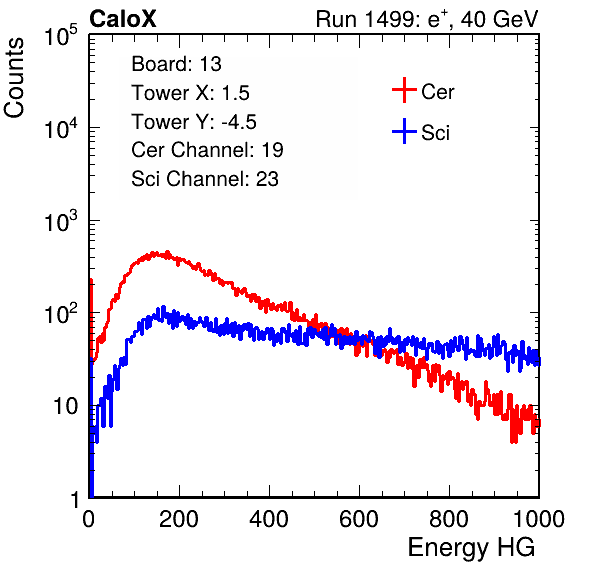 CaloX Run 1499: e⁺, 40 GeV
Board: 13
Tower X: 1.5
Tower Y: -4.5
Cer Channel: 19
Sci Channel: 23
Cer
Sci
Counts
10⁵
10⁴
10³
10²
10
1
0 200 400 600 800 1000
Energy HG